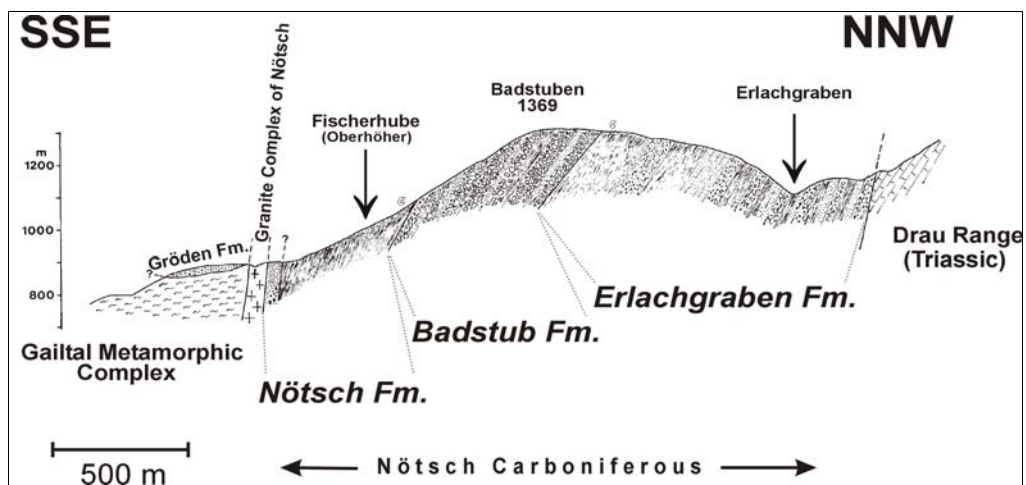 SSE
NNW
Granite Complex of Nötsch
Badstuben
1369
Erlachgraben
Fischerhube
(Oberhöher)
m
1200
1000
800
Gröden Fm.
?
?
?
Drau Range
(Triassic)
Erlachgraben Fm.
Badstub Fm.
Gailtal Metamorphic
Complex
Nötsch Fm.
500 m
Nötsch Carboniferous